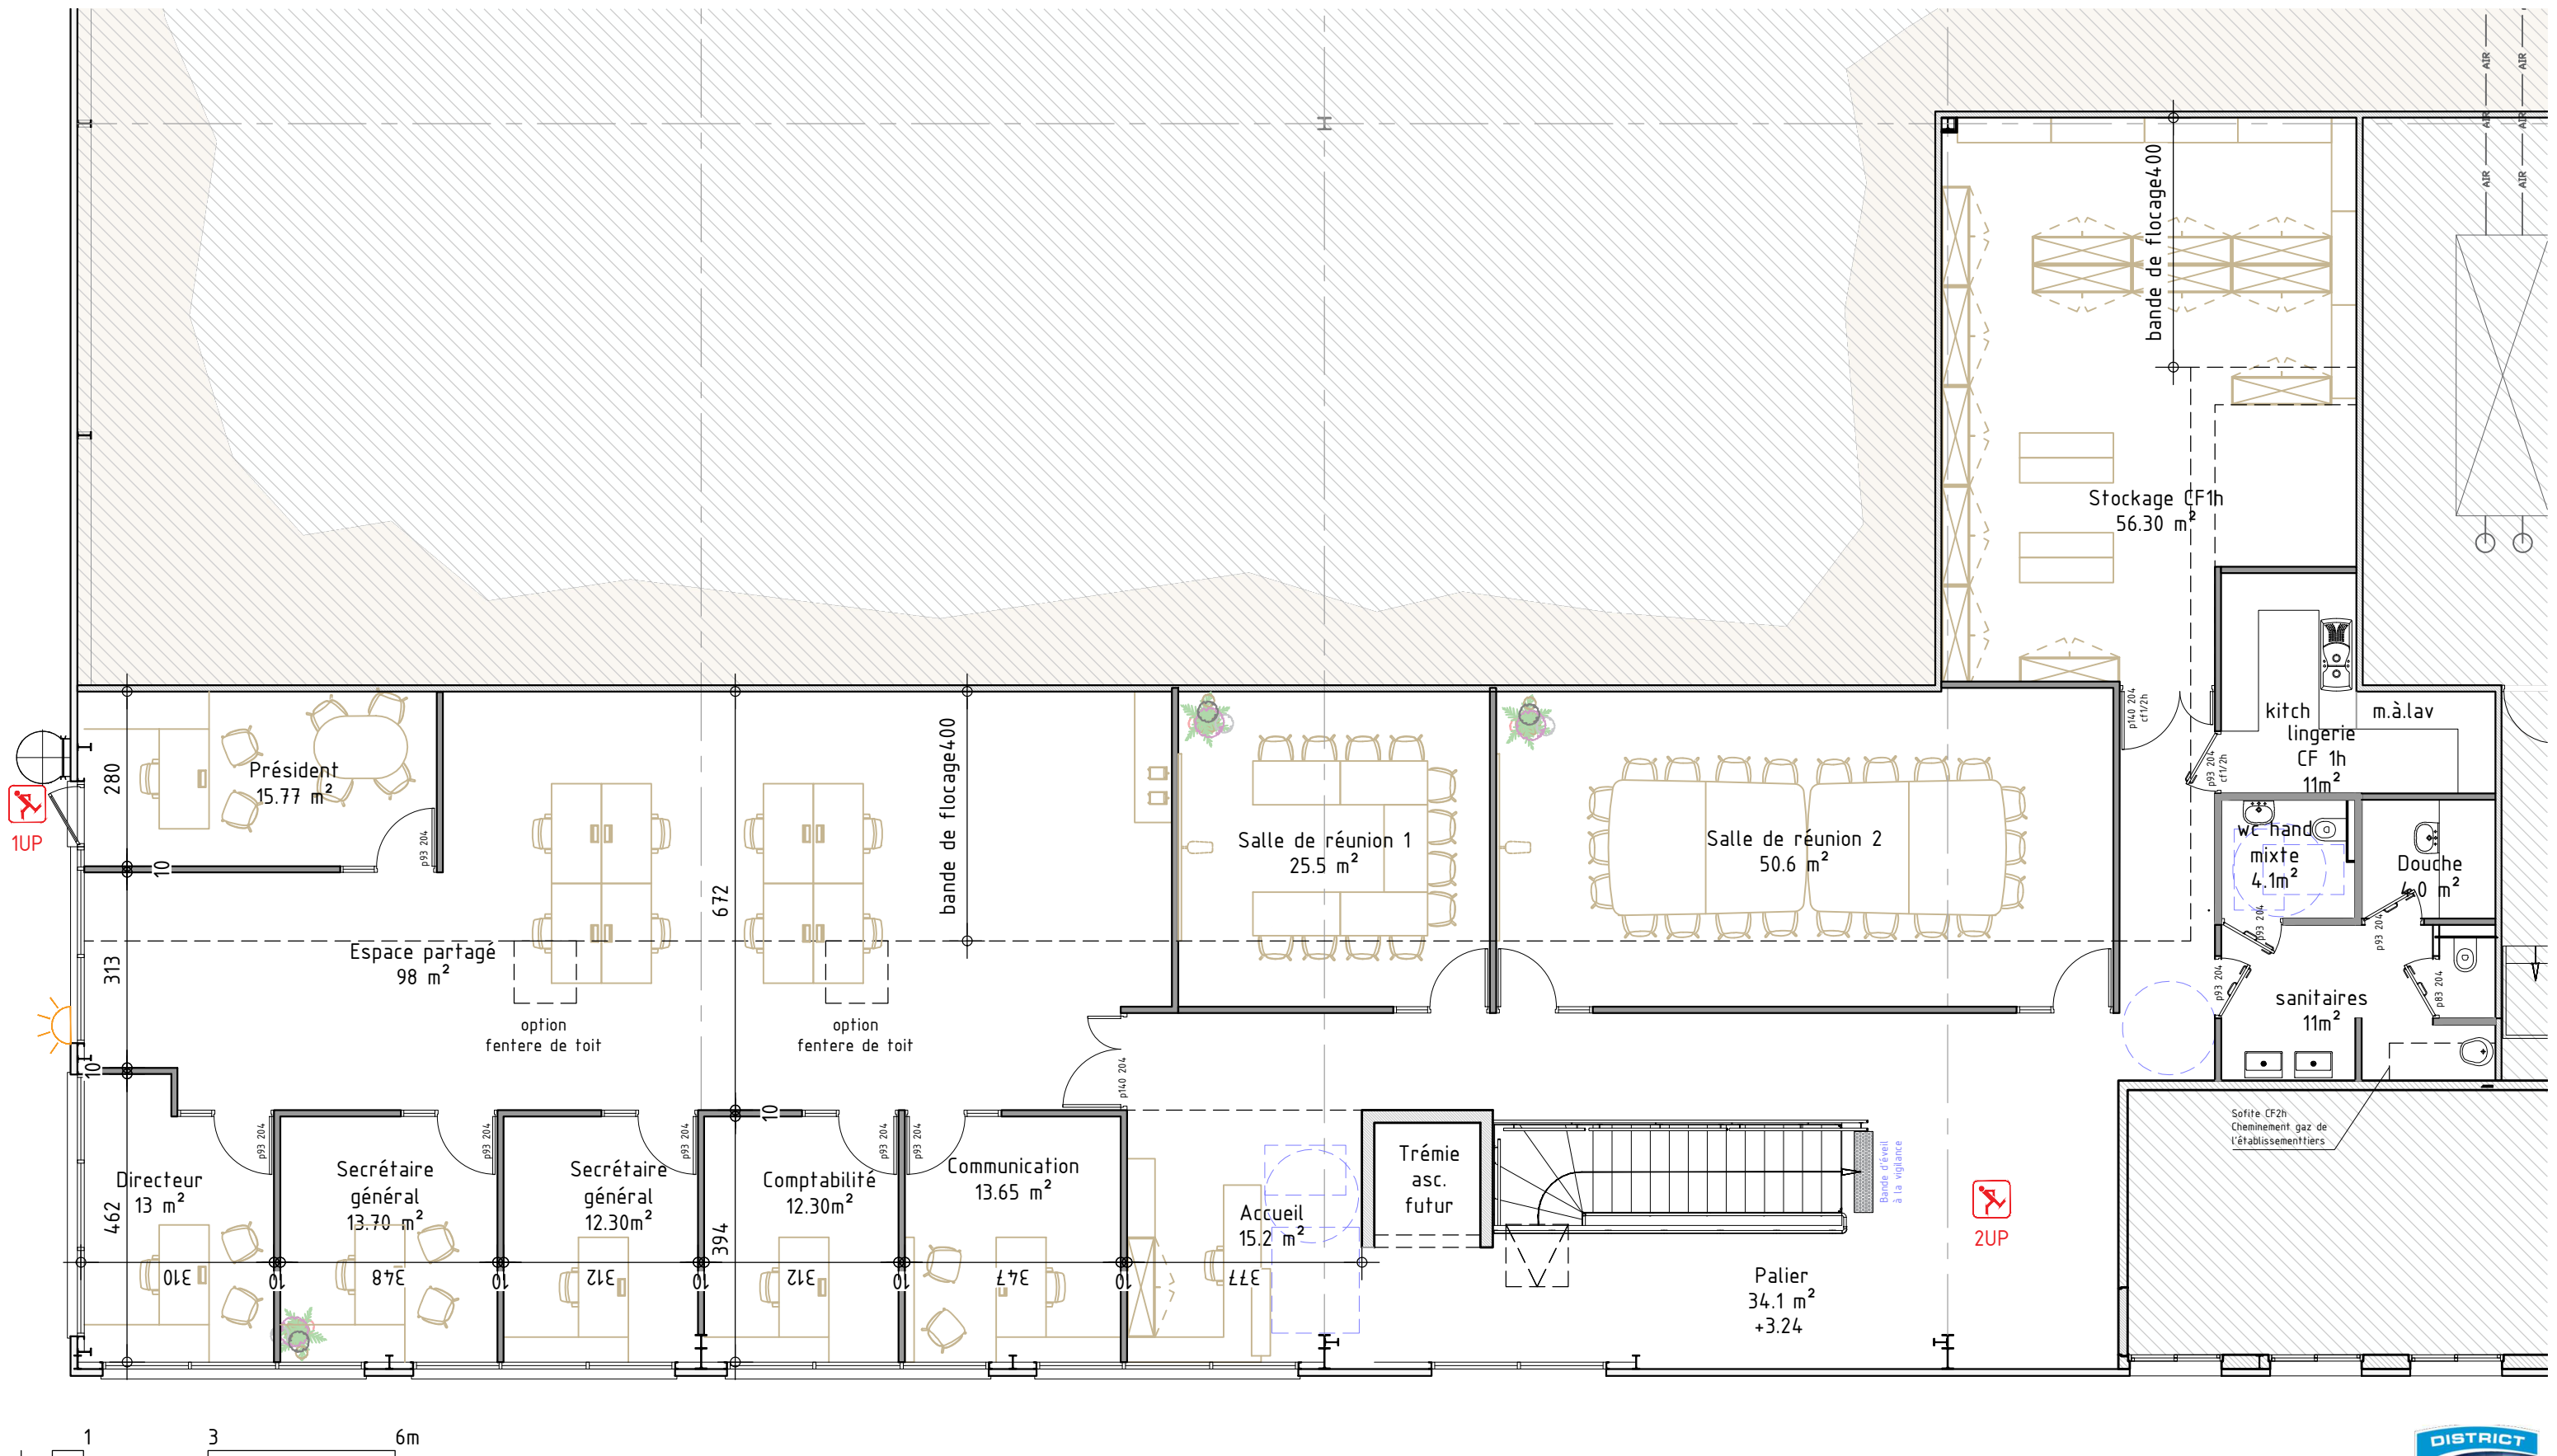 AIR
AIR
AIR
AIR
bande de flocage400
Stockage CF1h
56.30 m²
p140 204
cf1/2h
kitch
m.à.lav
lingerie
CF 1h
11m²
p93 204
cf1/2h
280
Président
15.77 m²
p93 204
10
1UP
bande de flocage400
672
Salle de réunion 1
25.5 m²
Salle de réunion 2
50.6 m²
wc hand
mixte
4.1m²
Douche
4.0 m²
p93 204
p93 204
p93 204
p83 204
sanitaires
11m²
Espace partagé
98 m²
313
option
fentere de toit
option
fentere de toit
10
10
p140 204
Sofite CF2h
Cheminement gaz de
l'établissementtiers
p93 204
p93 204
p93 204
p93 204
p93 204
Directeur
13 m²
Secrétaire
général
13.70 m²
Secrétaire
général
12.30m²
Comptabilité
12.30m²
Communication
13.65 m²
Accueil
15.2 m²
Trémie
asc.
futur
Bande d'éveil
à la vigilance
2UP
462
394
310
10
348
10
312
10
312
10
347
10
377
Palier
34.1 m²
+3.24
1
3
6m
DISTRICT